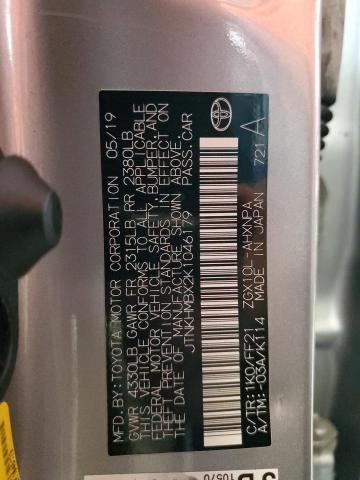 MFD.BY:TOYOTA MOTOR CORPORATION 05/19
GVWR 4330LB GAWR FR 2315LB RR 2380LB
THIS VEHICLE CONFORMS TO ALL APPLICABLE
FEDERAL MOTOR VEHICLE SAFETY,BUMPER,AND
THEFT PREVENTION STANDARDS IN EFFECT ON
THE DATE OF MANUFACTURE SHOWN ABOVE.
JTNKHMBX2K1046179 PASS.CAR
ZGX10L-AHXNPA
MADE IN JAPAN 721 A
C/TR:1K0/FF21
A/TM:-03A/K114
10570